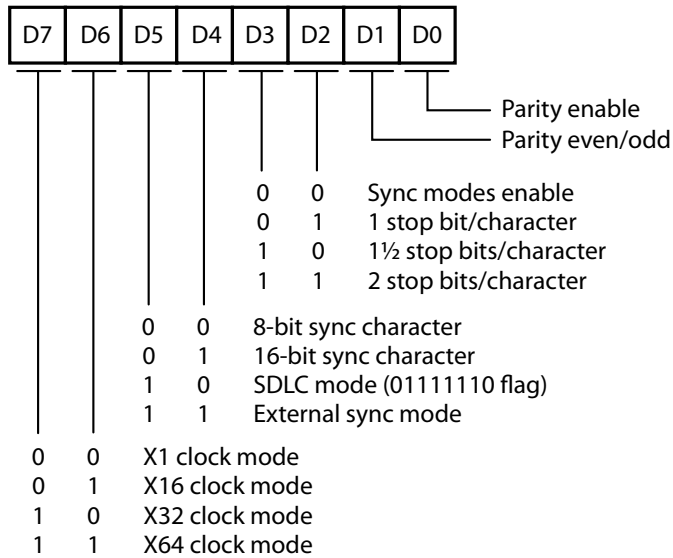 D7 D6 D5 D4 D3 D2 D1 D0
Parity enable
Parity even/odd
0 0 Sync modes enable
0 1 1 stop bit/character
1 0 1½ stop bits/character
1 1 2 stop bits/character
0 0 8-bit sync character
0 1 16-bit sync character
1 0 SDLC mode (01111110 flag)
1 1 External sync mode
0 0 X1 clock mode
0 1 X16 clock mode
1 0 X32 clock mode
1 1 X64 clock mode